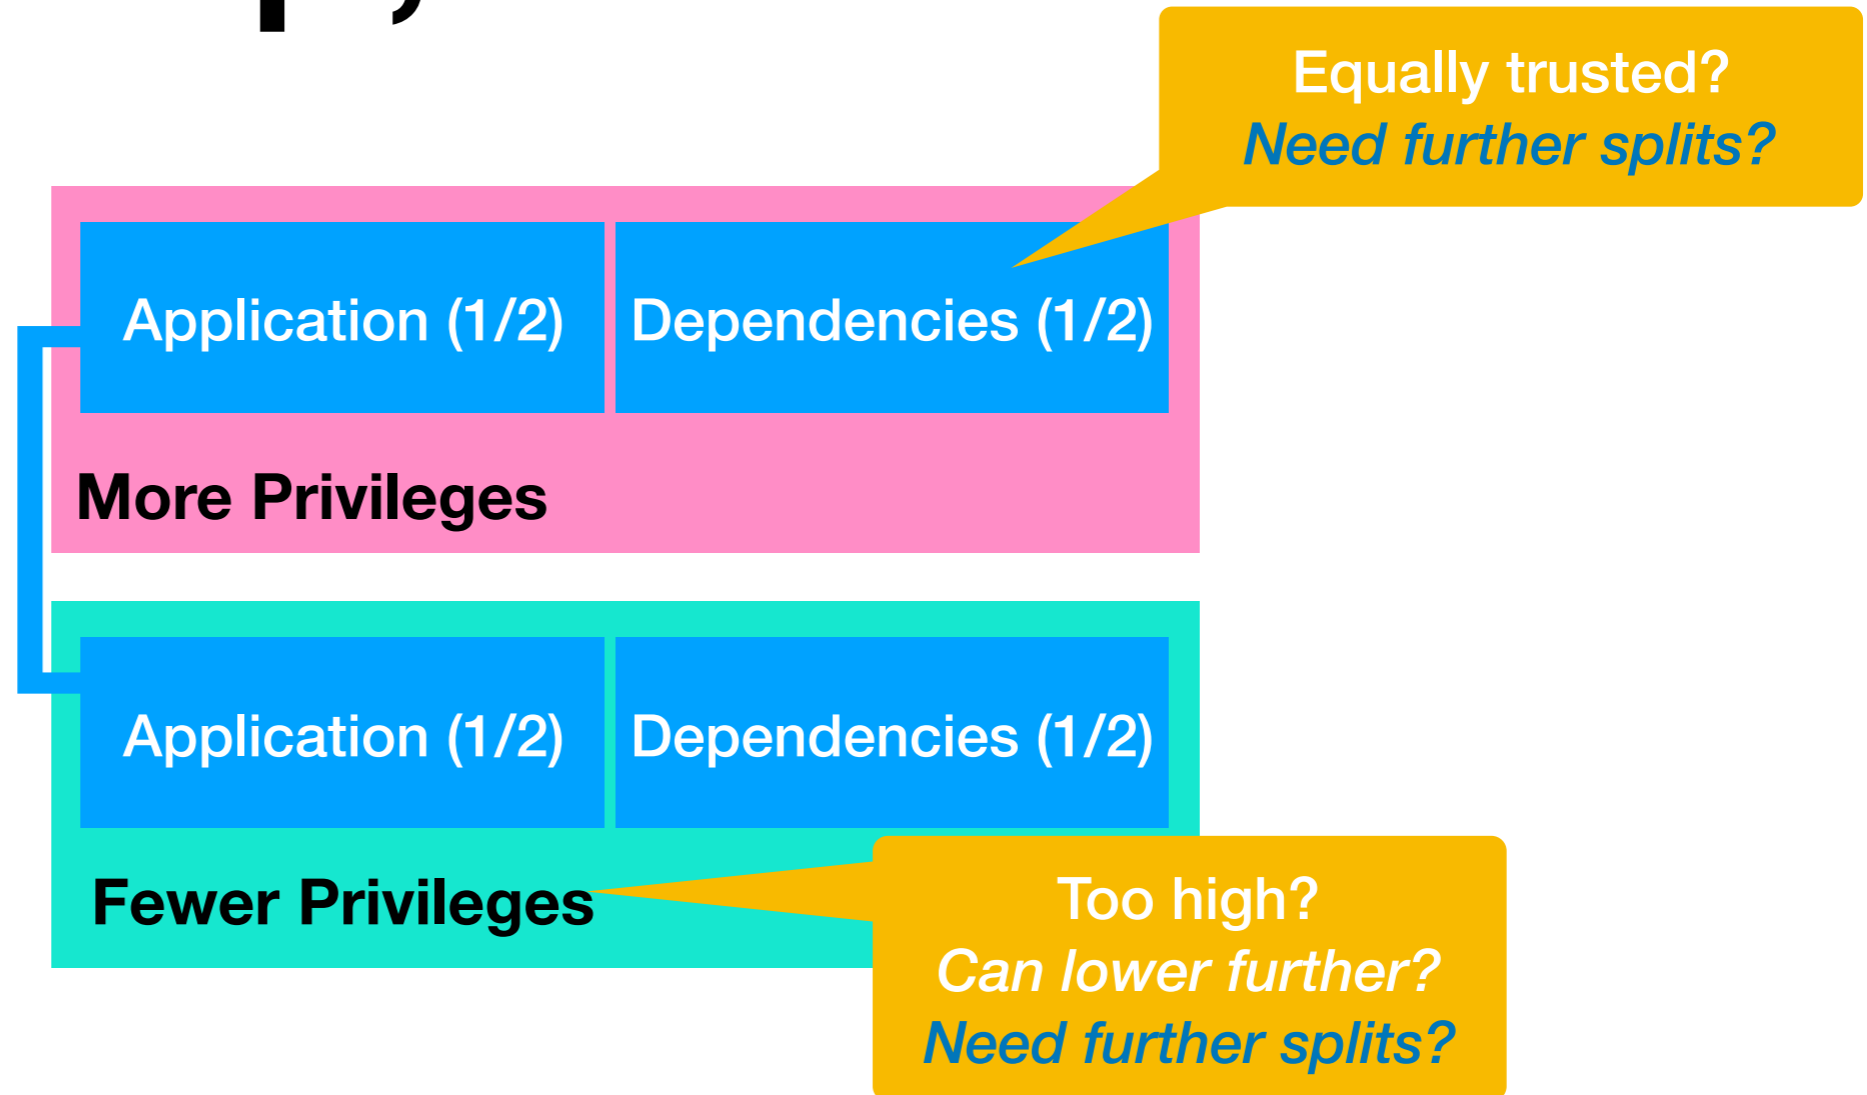 Equally trusted?
Need further splits?
Application (1/2)
Dependencies (1/2)
More Privileges
Application (1/2)
Dependencies (1/2)
Fewer Privileges
Too high?
Can lower further?
Need further splits?